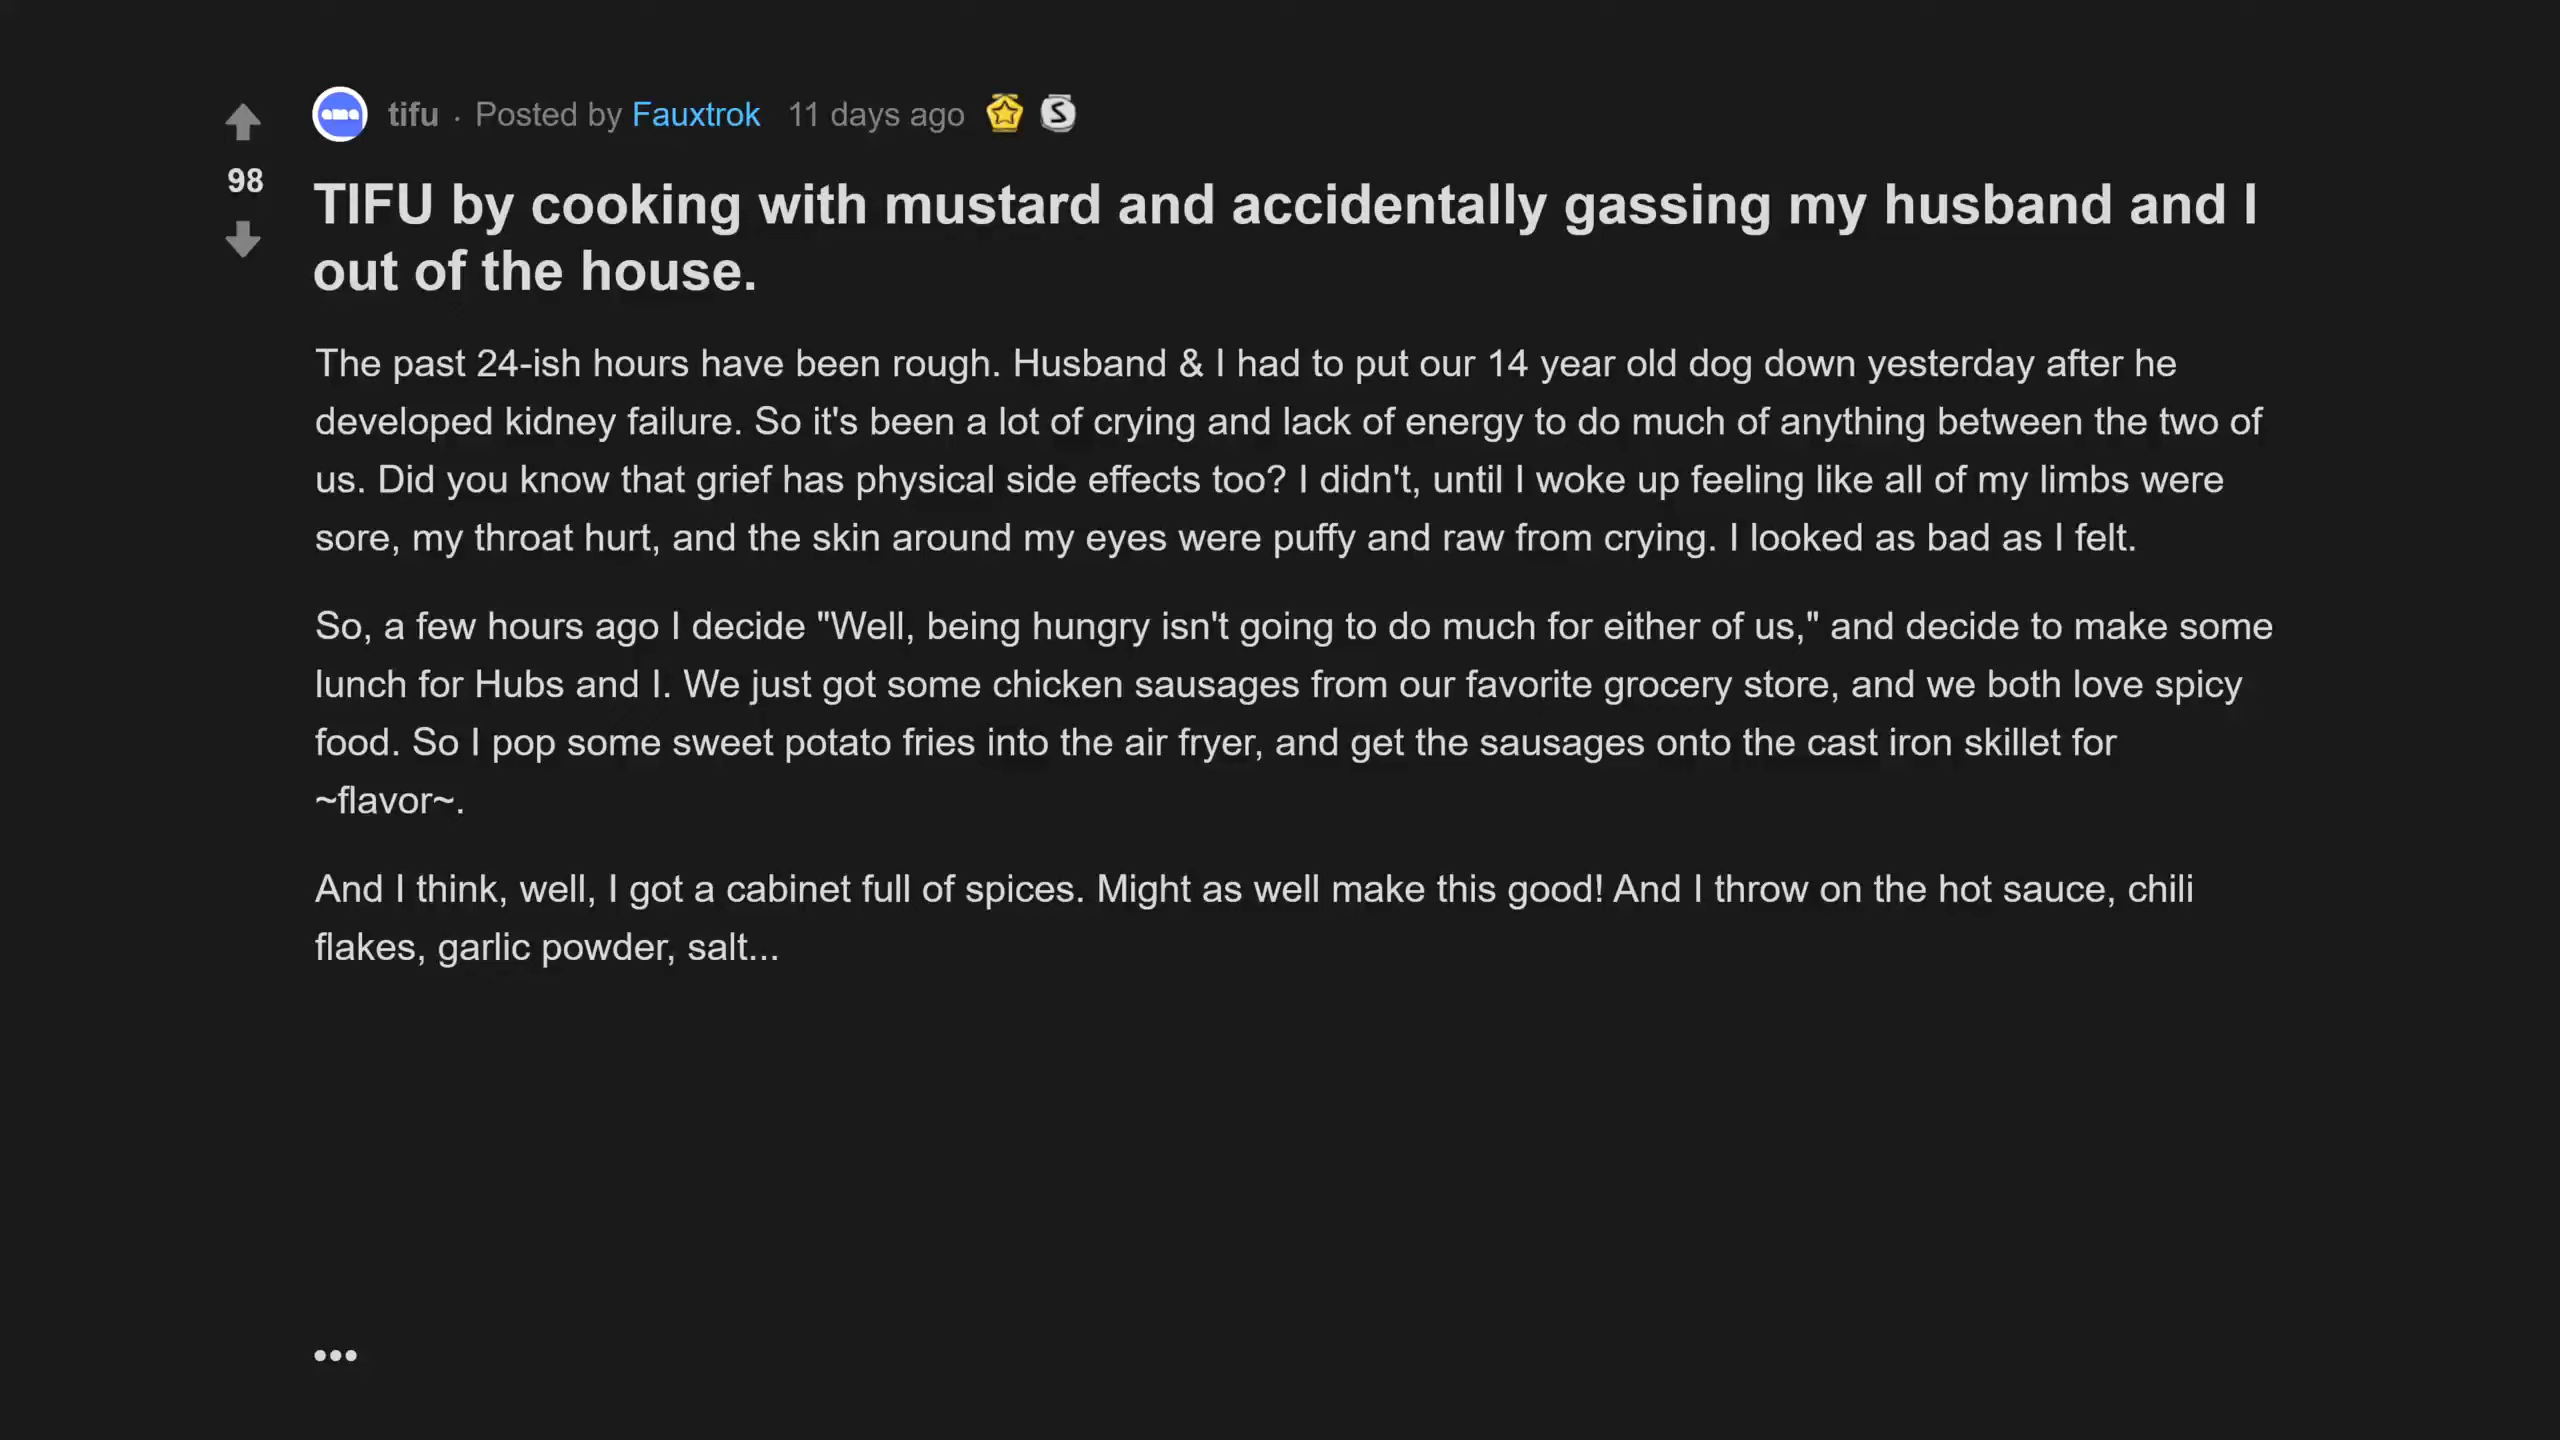 tifu · Posted by Fauxtrok 11 days ago
98
TIFU by cooking with mustard and accidentally gassing my husband and I
out of the house.
The past 24-ish hours have been rough. Husband & I had to put our 14 year old dog down yesterday after he
developed kidney failure. So it's been a lot of crying and lack of energy to do much of anything between the two of
us. Did you know that grief has physical side effects too? I didn't, until I woke up feeling like all of my limbs were
sore, my throat hurt, and the skin around my eyes were puffy and raw from crying. I looked as bad as I felt.
So, a few hours ago I decide "Well, being hungry isn't going to do much for either of us," and decide to make some
lunch for Hubs and I. We just got some chicken sausages from our favorite grocery store, and we both love spicy
food. So I pop some sweet potato fries into the air fryer, and get the sausages onto the cast iron skillet for
~flavor~.
And I think, well, I got a cabinet full of spices. Might as well make this good! And I throw on the hot sauce, chili
flakes, garlic powder, salt...